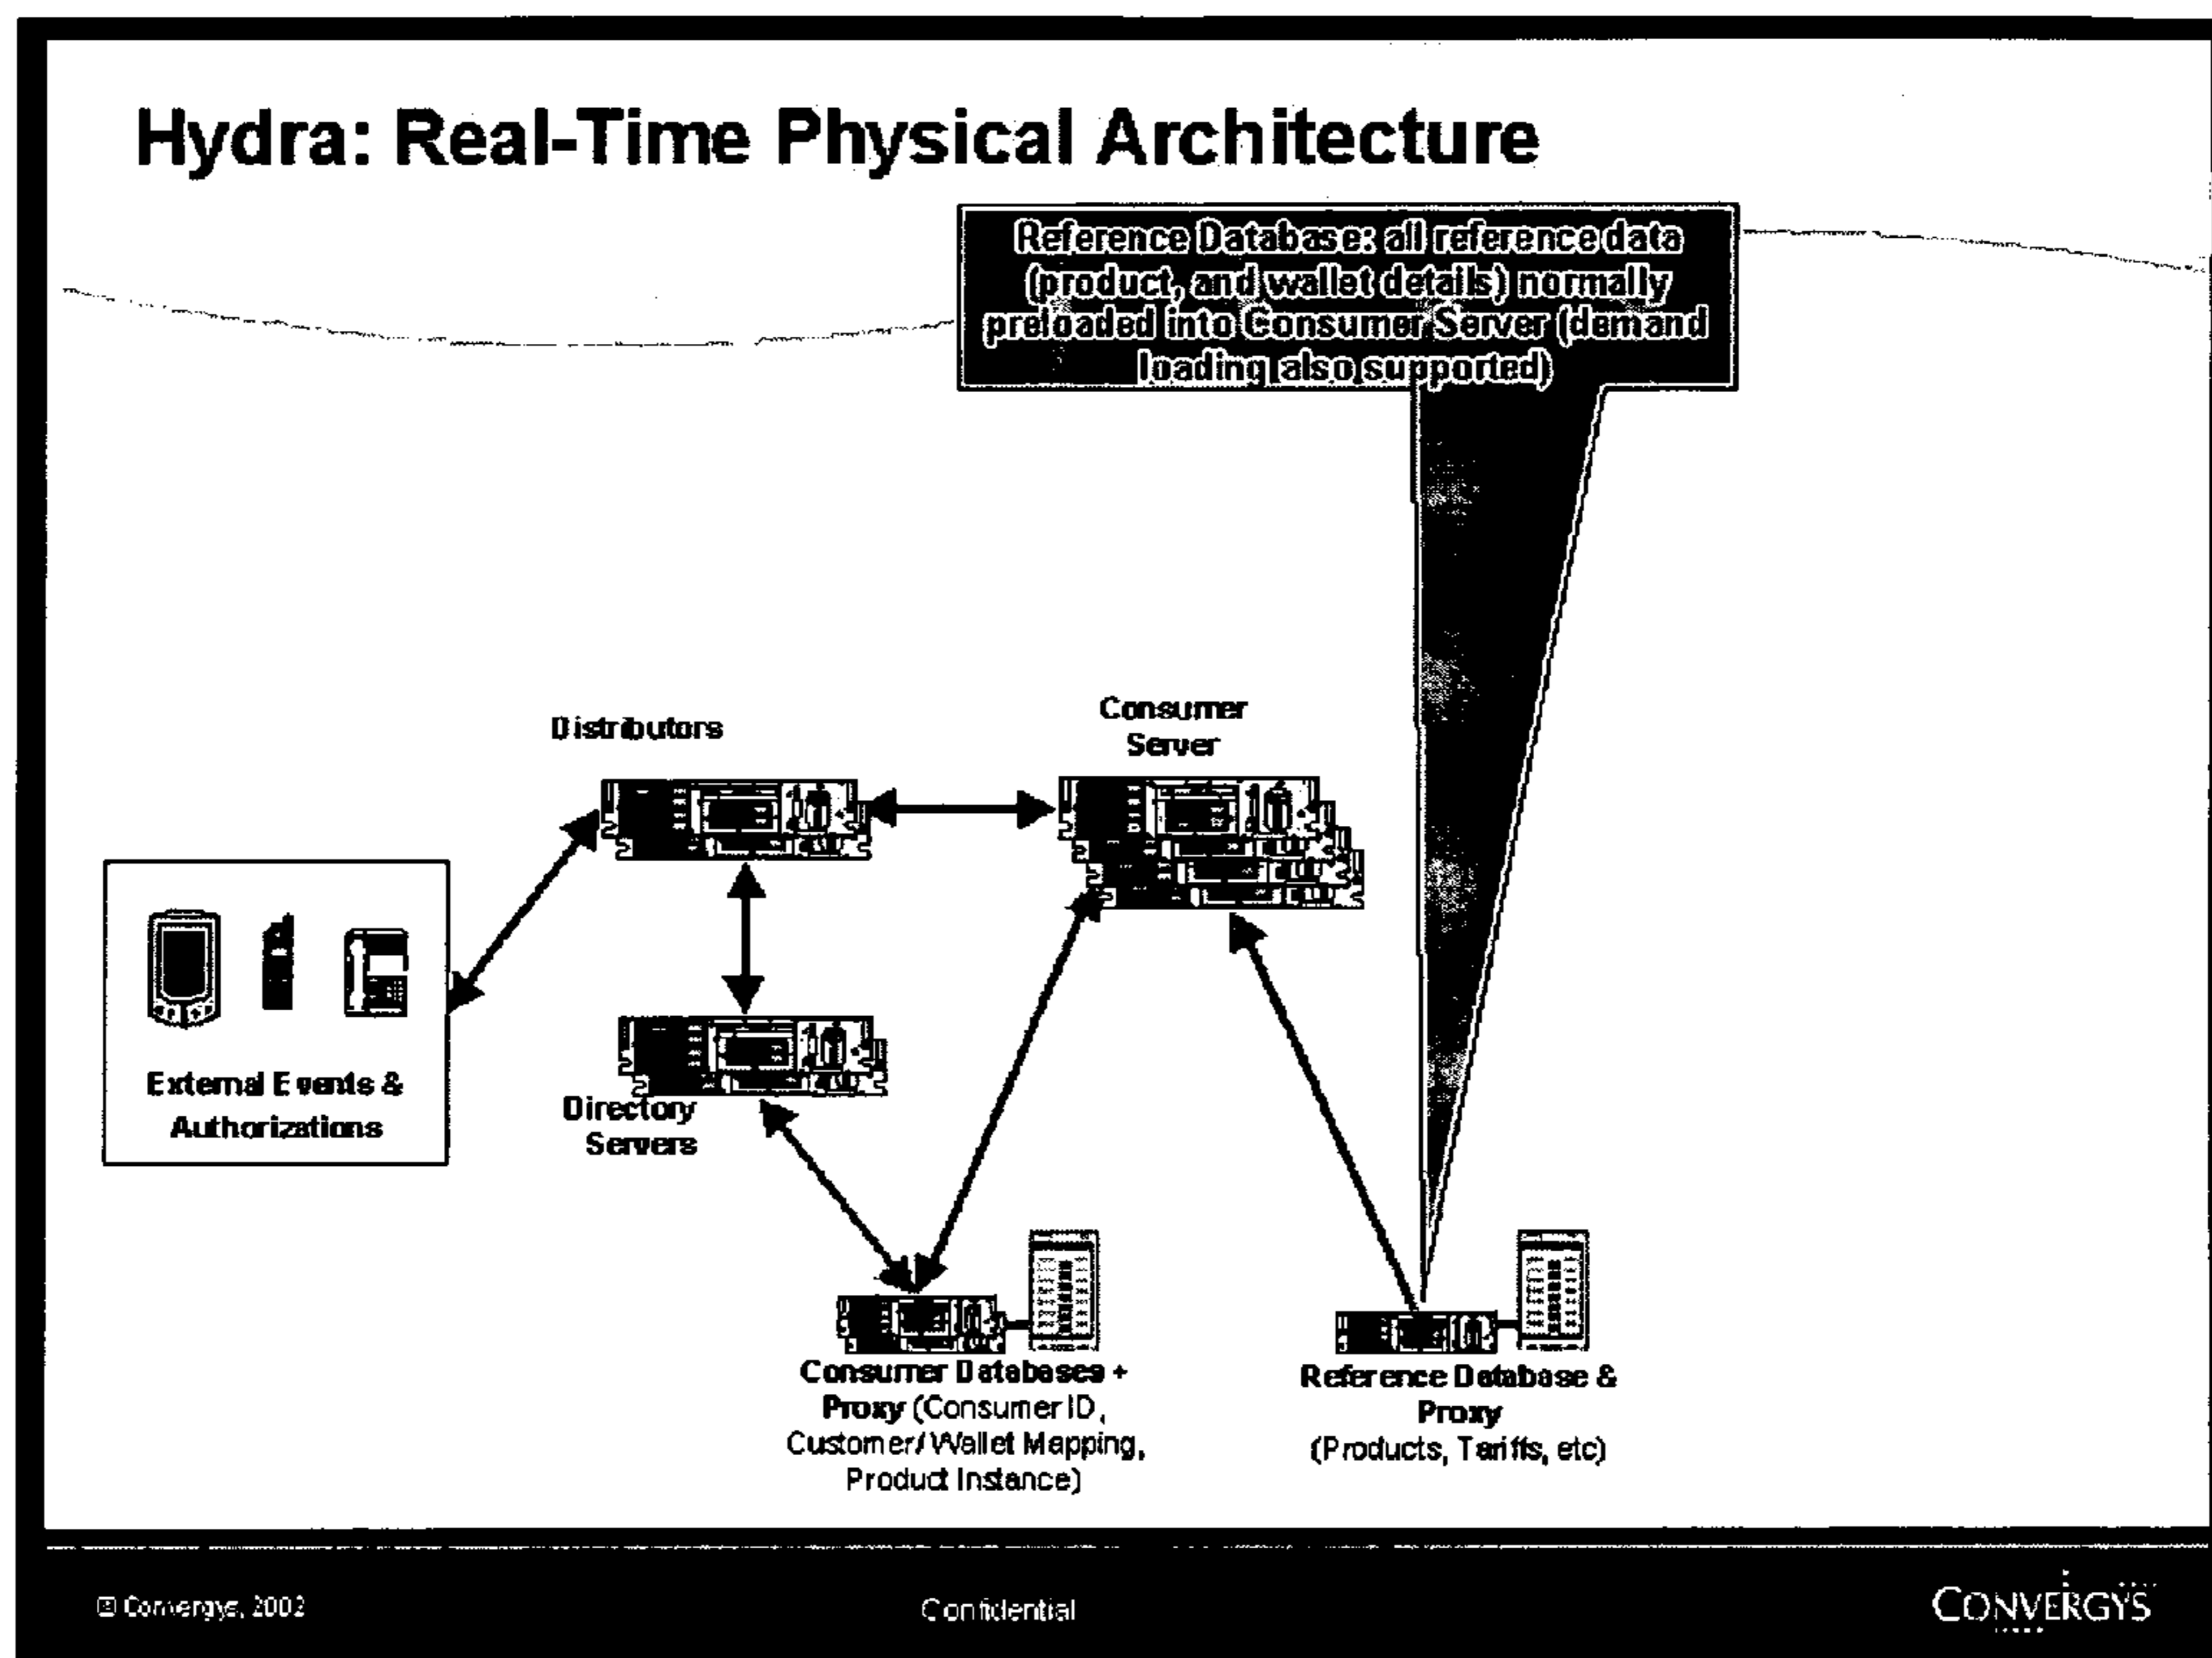 Hydra: Real-Time Physical Architecture
Reference Database: all reference data
(product, and wallet details) normally
preloaded into Consumer Server (demand
loading also supported)
Distributors
Consumer
Server
External Events &
Authorizations
Directory
Servers
Consumer Databases +
Proxy (Consumer ID,
Customer/Wallet Mapping,
Product Instance)
Reference Database &
Proxy
(Products, Tariffs, etc)
© Convergys, 2002
Confidential
CONVERGYS